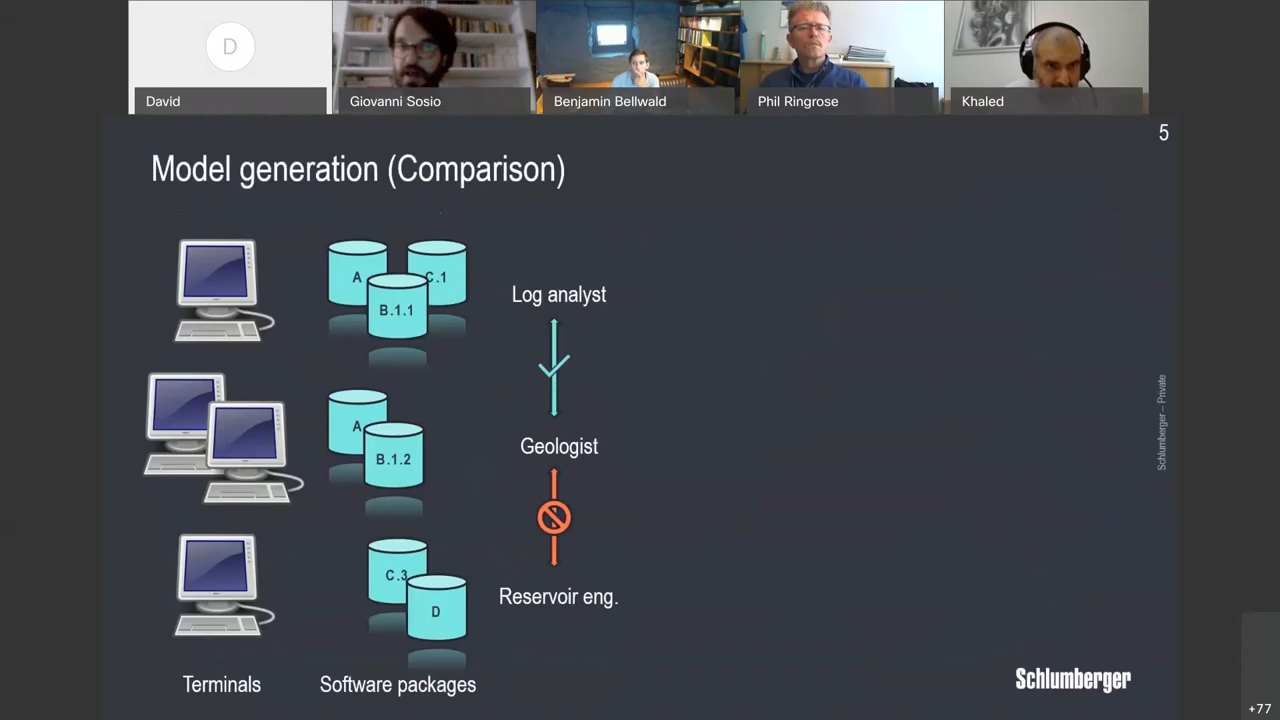 D
David
Giovanni Sosio
Benjamin Bellwald
Phil Ringrose
Khaled
5
Model generation (Comparison)
A
C.1
B.1.1
Log analyst
A
B.1.2
Geologist
C.3
D
Reservoir eng.
Terminals
Software packages
Schlumberger – Private
Schlumberger
+77